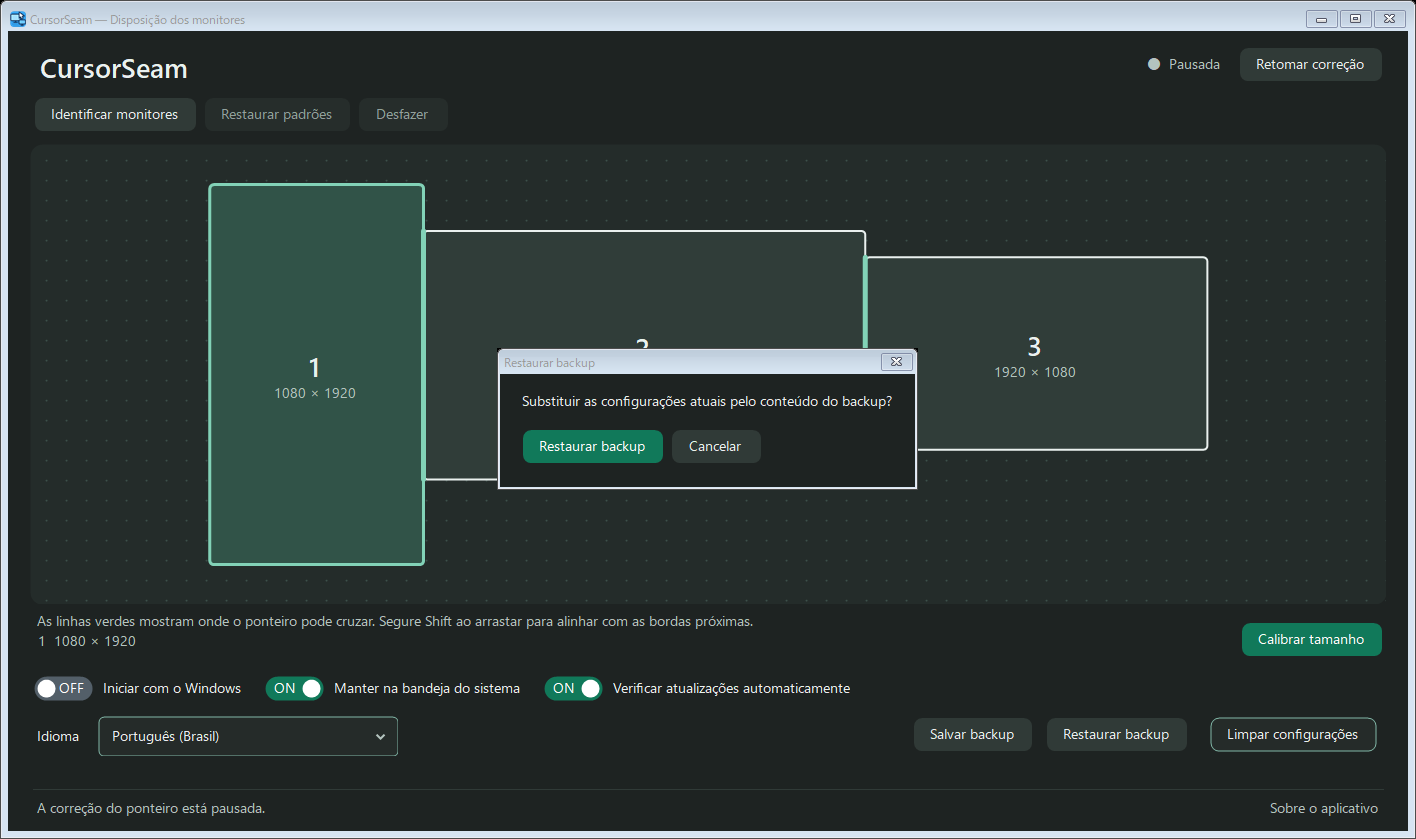 CursorSeam — Disposição dos monitores
CursorSeam
Pausada
Retomar correção
Identificar monitores
Restaurar padrões
Desfazer
1
1080 × 1920
2
3
1920 × 1080
Restaurar backup
Substituir as configurações atuais pelo conteúdo do backup?
Restaurar backup
Cancelar
As linhas verdes mostram onde o ponteiro pode cruzar. Segure Shift ao arrastar para alinhar com as bordas próximas.
1 1080 × 1920
Calibrar tamanho
OFF Iniciar com o Windows
ON Manter na bandeja do sistema
ON Verificar atualizações automaticamente
Idioma
Português (Brasil)
Salvar backup
Restaurar backup
Limpar configurações
A correção do ponteiro está pausada.
Sobre o aplicativo